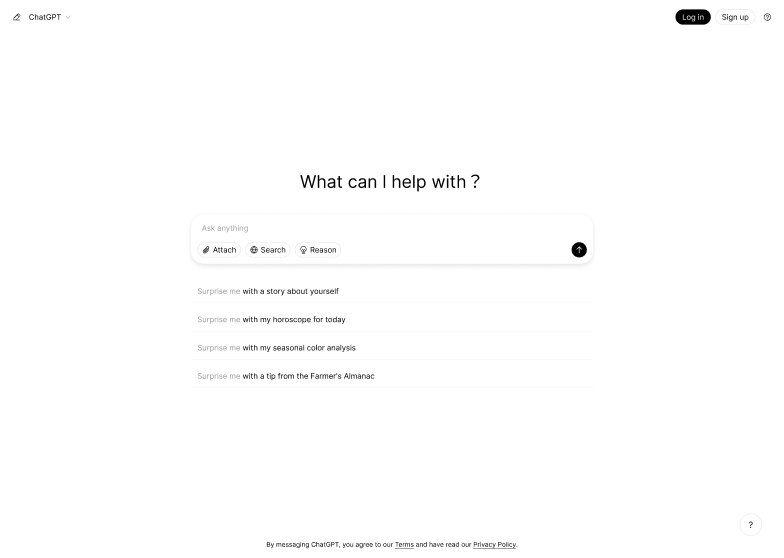 ChatGPT
Log in
Sign up
What can I help with ?
Ask anything
Attach
Search
Reason
Surprise me with a story about yourself
Surprise me with my horoscope for today
Surprise me with my seasonal color analysis
Surprise me with a tip from the Farmer's Almanac
?
By messaging ChatGPT, you agree to our Terms and have read our Privacy Policy.